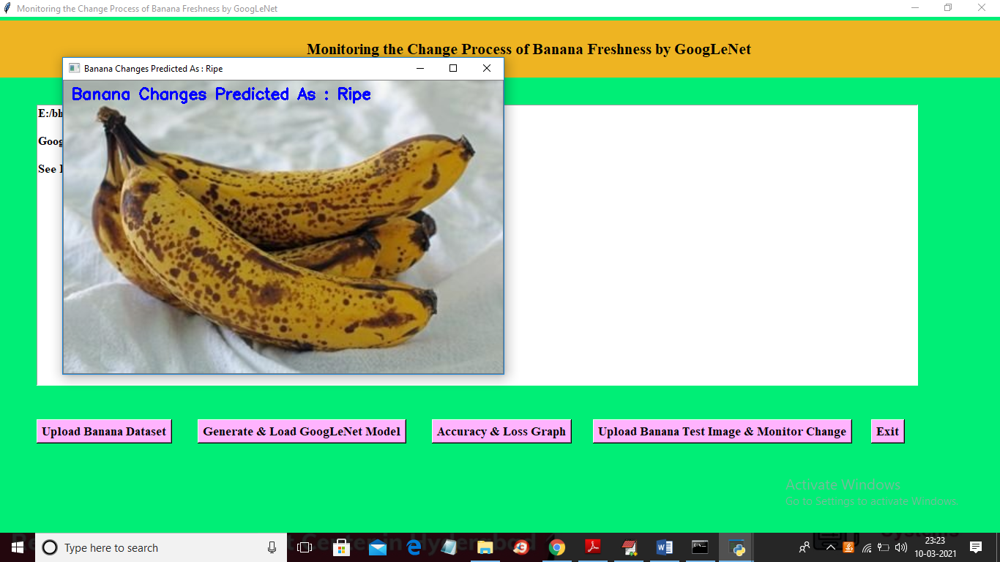 Monitoring the Change Process of Banana Freshness by GoogLeNet
Monitoring the Change Process of Banana Freshness by GoogLeNet
Banana Changes Predicted As : Ripe
Banana Changes Predicted As : Ripe
E:/bh
Goog
See
Upload Banana Dataset
Generate & Load GoogLeNet Model
Accuracy & Loss Graph
Upload Banana Test Image & Monitor Change
Exit
Activate Windows
Go to Settings to activate Windows.
Type here to search
Systems
23:23
10-03-2021